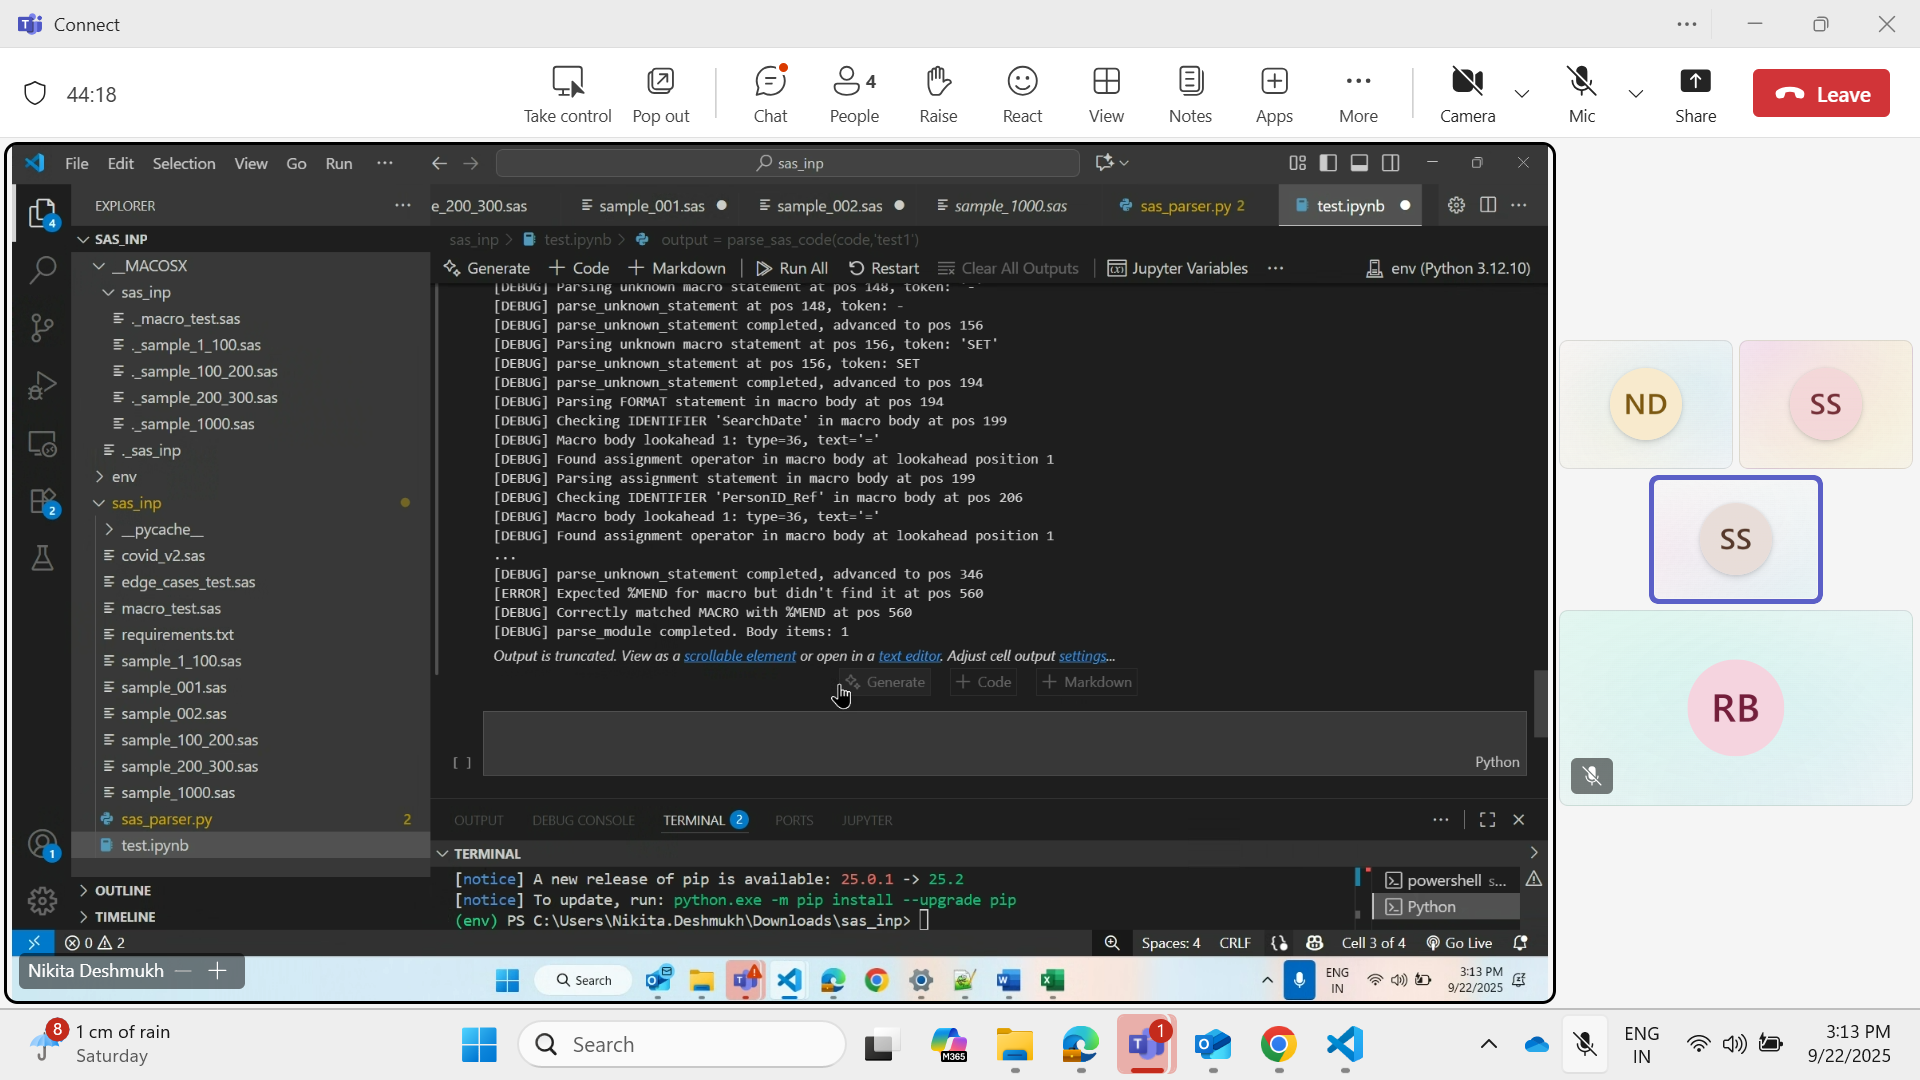 Connect
44:18
Take control
Pop out
Chat
4
People
Raise
React
View
Notes
Apps
More
Camera
Mic
Share
Leave
File Edit Selection View Go Run
sas_inp
EXPLORER
e_200_300.sas
sample_001.sas
sample_002.sas
sample_1000.sas
sas_parser.py 2
test.ipynb
SAS_INP
sas_inp > test.ipynb > output = parse_sas_code(code,'test1')
Generate + Code + Markdown | Run All Restart Clear All Outputs | Jupyter Variables env (Python 3.12.10)
__MACOSX
sas_inp
._macro_test.sas
._sample_1_100.sas
._sample_100_200.sas
._sample_200_300.sas
._sample_1000.sas
._sas_inp
env
sas_inp
__pycache__
covid_v2.sas
edge_cases_test.sas
macro_test.sas
requirements.txt
sample_1_100.sas
sample_001.sas
sample_002.sas
sample_100_200.sas
sample_200_300.sas
sample_1000.sas
sas_parser.py 2
test.ipynb
OUTLINE
TIMELINE
4
2
1
[DEBUG] Parsing unknown macro statement at pos 148, token: '-'
[DEBUG] parse_unknown_statement at pos 148, token: -
[DEBUG] parse_unknown_statement completed, advanced to pos 156
[DEBUG] Parsing unknown macro statement at pos 156, token: 'SET'
[DEBUG] parse_unknown_statement at pos 156, token: SET
[DEBUG] parse_unknown_statement completed, advanced to pos 194
[DEBUG] Parsing FORMAT statement in macro body at pos 194
[DEBUG] Checking IDENTIFIER 'SearchDate' in macro body at pos 199
[DEBUG] Macro body lookahead 1: type=36, text='='
[DEBUG] Found assignment operator in macro body at lookahead position 1
[DEBUG] Parsing assignment statement in macro body at pos 199
[DEBUG] Checking IDENTIFIER 'PersonID_Ref' in macro body at pos 206
[DEBUG] Macro body lookahead 1: type=36, text='='
[DEBUG] Found assignment operator in macro body at lookahead position 1
...
[DEBUG] parse_unknown_statement completed, advanced to pos 346
[ERROR] Expected %MEND for macro but didn't find it at pos 560
[DEBUG] Correctly matched MACRO with %MEND at pos 560
[DEBUG] parse_module completed. Body items: 1
Output is truncated. View as a scrollable element or open in a text editor. Adjust cell output settings...
Generate + Code + Markdown
[ ]
Python
OUTPUT DEBUG CONSOLE TERMINAL 2 PORTS JUPYTER
TERMINAL
[notice] A new release of pip is available: 25.0.1 -> 25.2
[notice] To update, run: python.exe -m pip install --upgrade pip
(env) PS C:\Users\Nikita.Deshmukh\Downloads\sas_inp>
powershell s...
Python
0 2
Spaces: 4 CRLF Cell 3 of 4 Go Live
Nikita Deshmukh
Search
ENG
IN
3:13 PM
9/22/2025
ND
SS
SS
RB
8
1 cm of rain
Saturday
Search
M365
1
ENG
IN
3:13 PM
9/22/2025